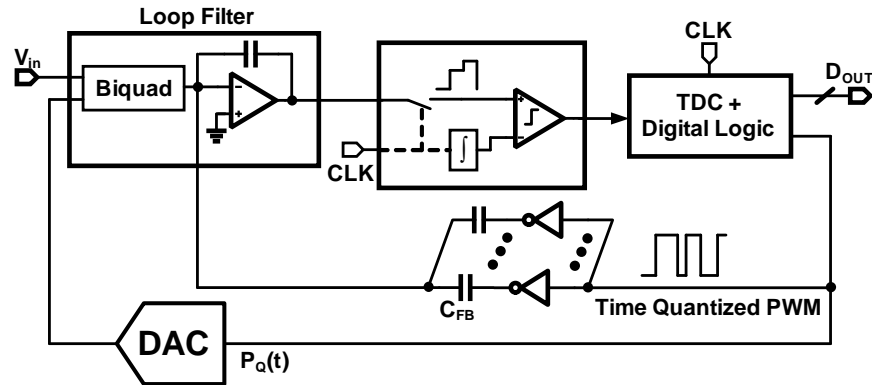 Loop Filter
CLK
V_in
D_OUT
Biquad
−
+
+
−
TDC +
Digital Logic
∫
CLK
C_FB
Time Quantized PWM
DAC
P_Q(t)